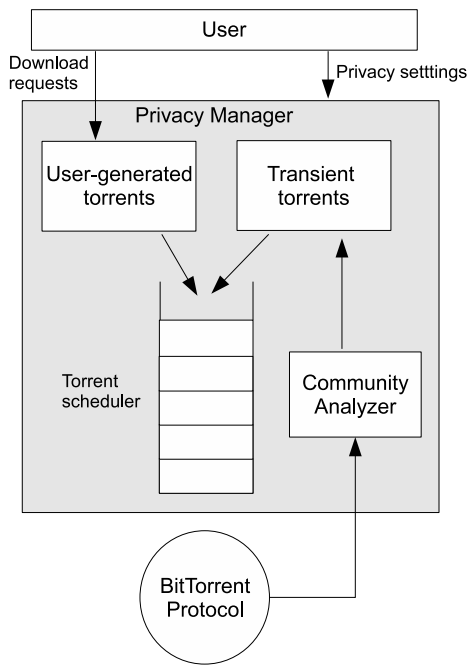 User
Download
requests
Privacy setttings
Privacy Manager
User-generated
torrents
Transient
torrents
Torrent
scheduler
Community
Analyzer
BitTorrent
Protocol